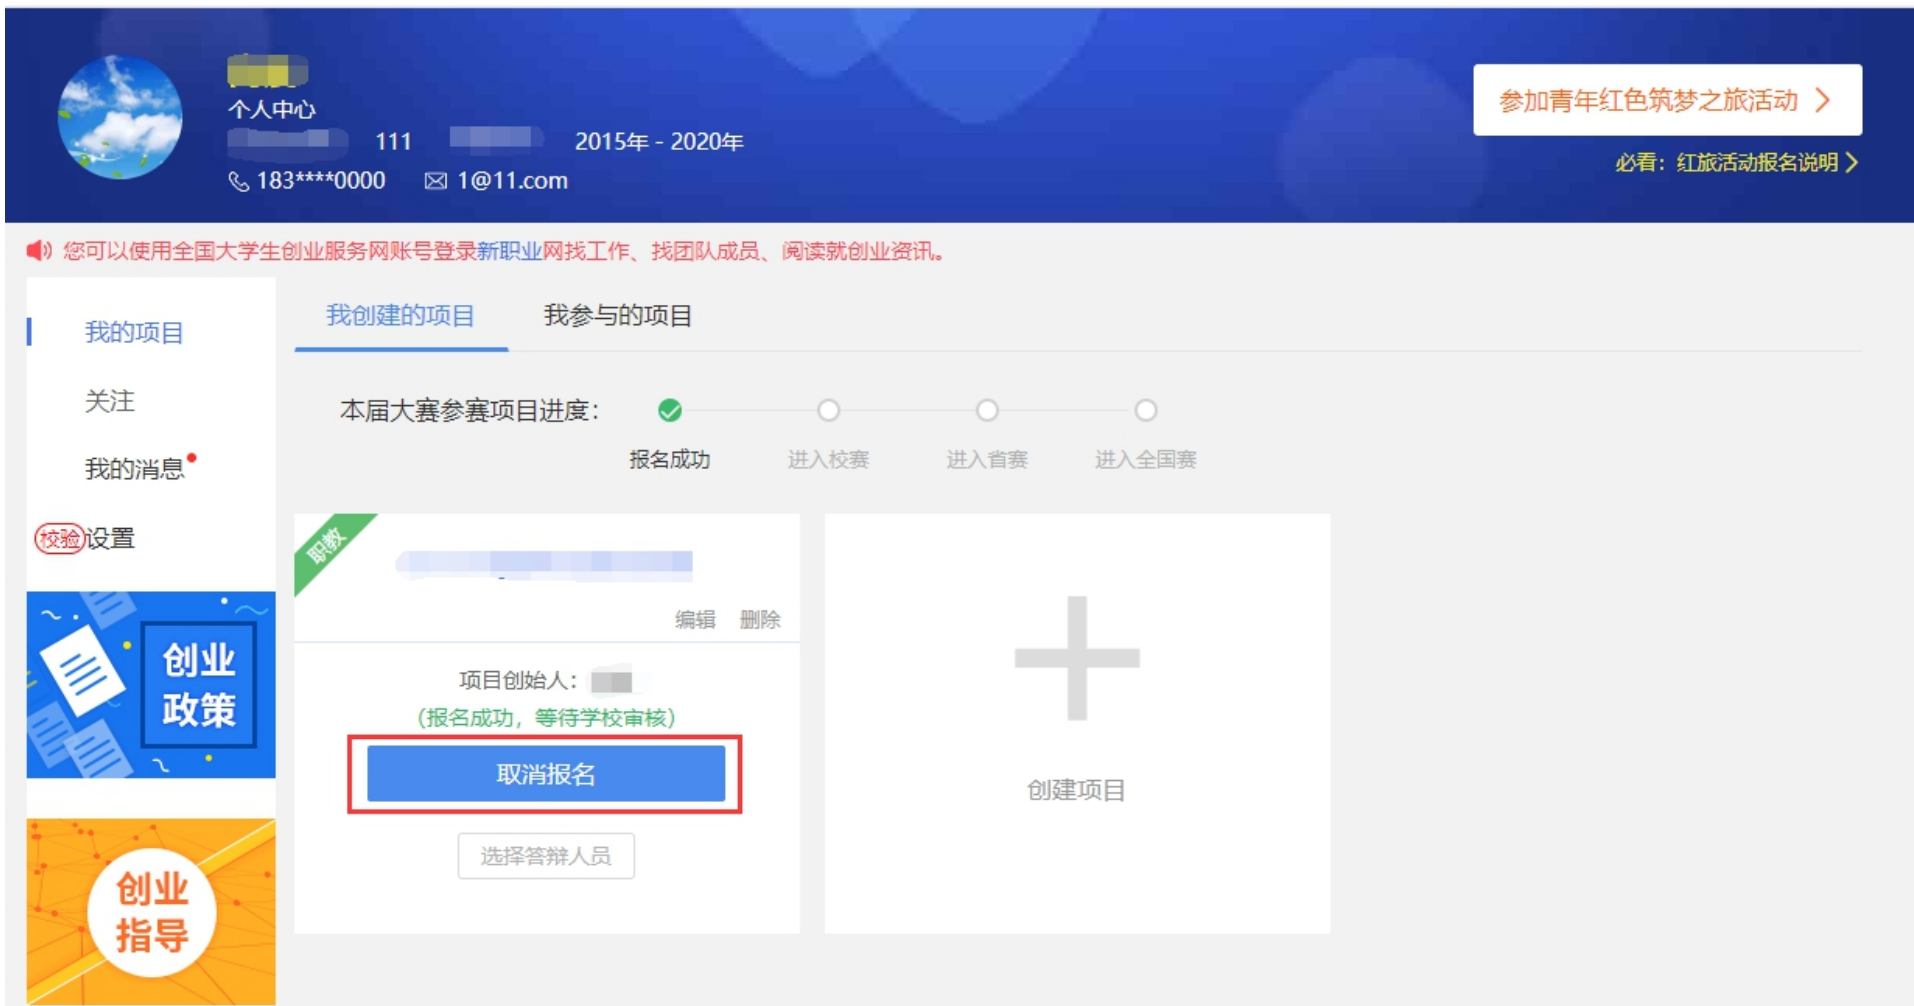 个人中心
111 2015年 - 2020年
183****0000 1@11.com
参加青年红色筑梦之旅活动
必看：红旅活动报名说明
您可以使用全国大学生创业服务网账号登录新职业网找工作、找团队成员、阅读就创业资讯。
我的项目
关注
我的消息
校验 设置
创业
政策
创业
指导
我创建的项目 我参与的项目
本届大赛参赛项目进度：
报名成功 进入校赛 进入省赛 进入全国赛
职教
编辑 删除
项目创始人：
（报名成功，等待学校审核）
取消报名
选择答辩人员
创建项目